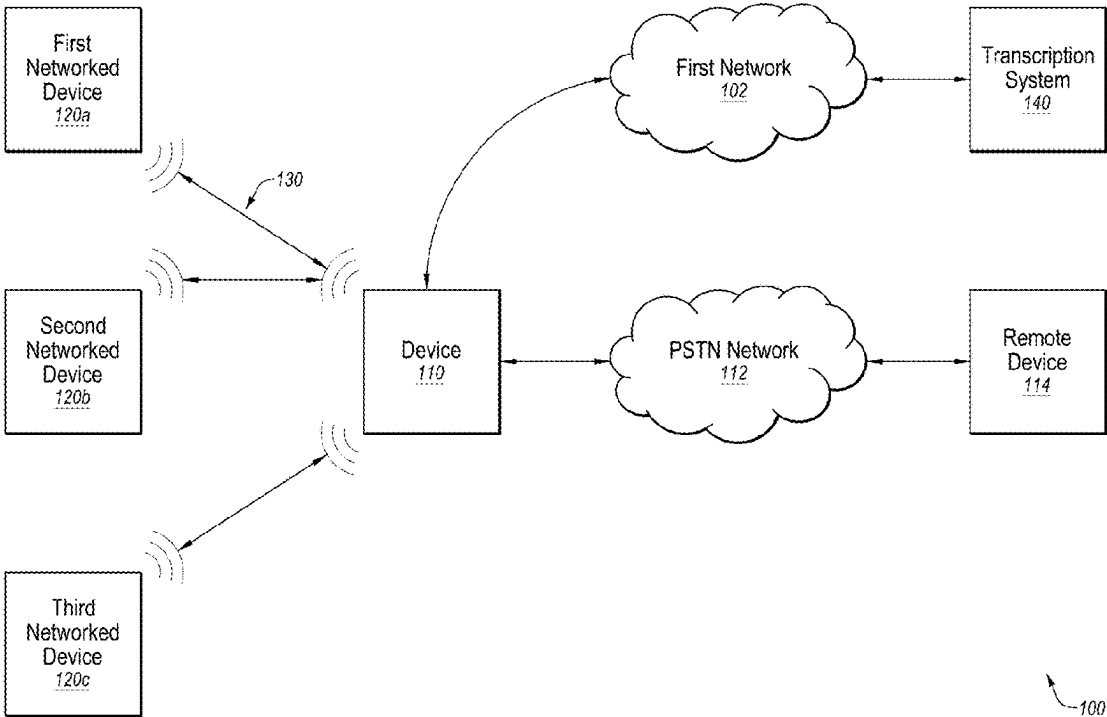 First
Networked
Device
120a
First Network
102
Transcription
System
140
130
Second
Networked
Device
120b
Device
110
PSTN Network
112
Remote
Device
114
Third
Networked
Device
120c
100